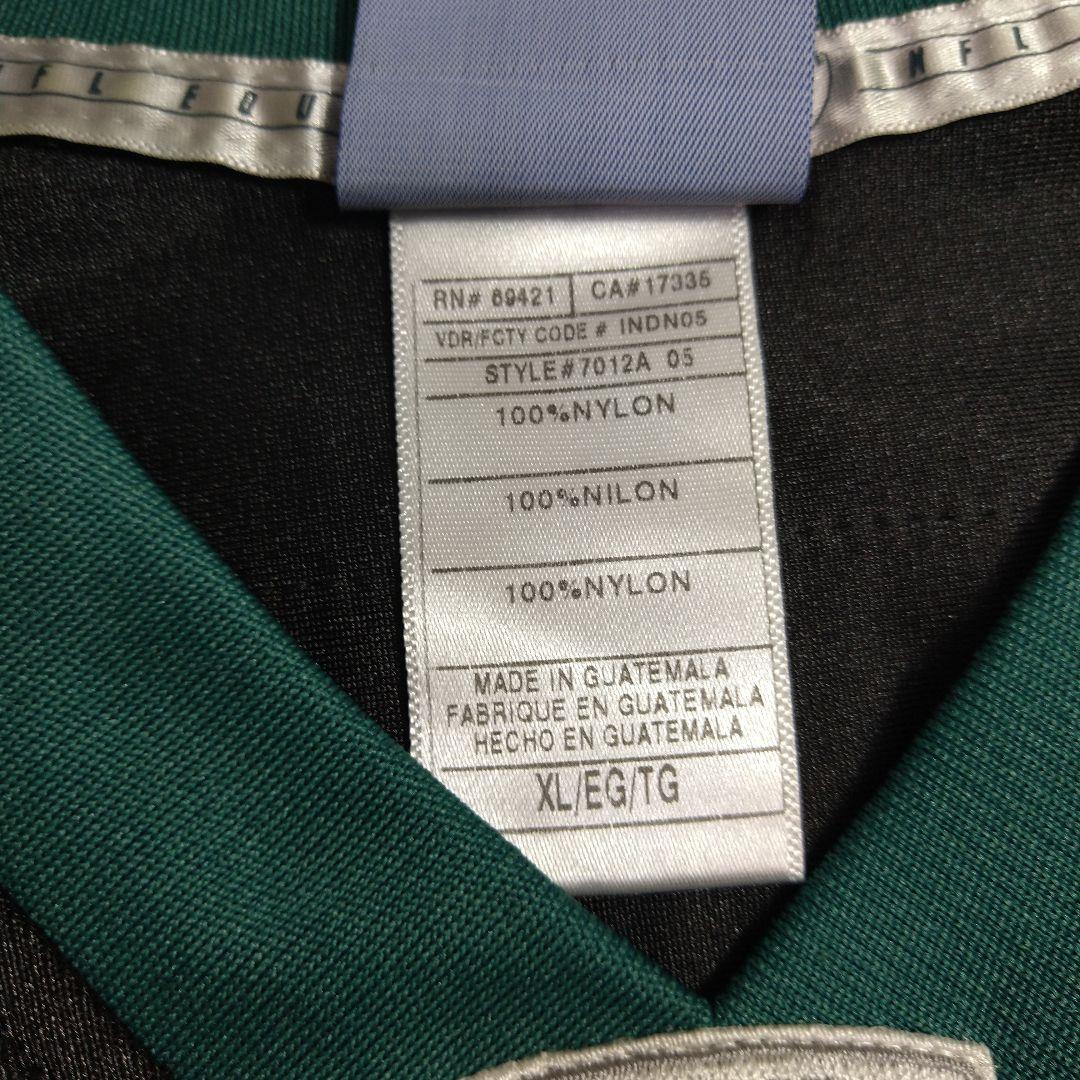 NFL EQU
NFL
RN# 69421 CA#17335
VDR/FCTY CODE # INDN05
STYLE#7012A 05
100%NYLON
100%NILON
100%NYLON
MADE IN GUATEMALA
FABRIQUE EN GUATEMALA
HECHO EN GUATEMALA
XL/EG/TG